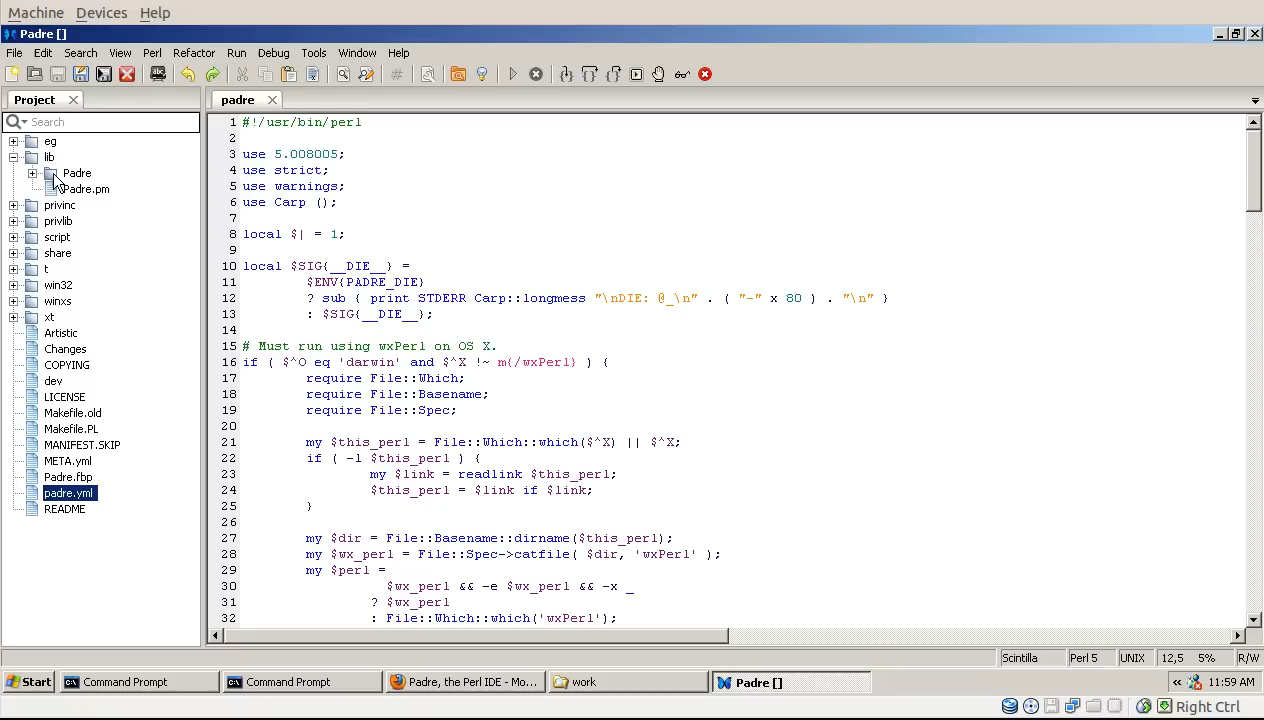 Machine Devices Help
Padre []
File Edit Search View Perl Refactor Run Debug Tools Window Help
Project
padre
Search
eg
lib
Padre
Padre.pm
privinc
privlib
script
share
t
win32
winxs
xt
Artistic
Changes
COPYING
dev
LICENSE
Makefile.old
Makefile.PL
MANIFEST.SKIP
META.yml
Padre.fbp
padre.yml
README
1 #!/usr/bin/perl
2
3 use 5.008005;
4 use strict;
5 use warnings;
6 use Carp ();
7
8 local $| = 1;
9
10 local $SIG{__DIE__} =
11 $ENV{PADRE_DIE}
12 ? sub { print STDERR Carp::longmess "\nDIE: @_\n" . ( "-" x 80 ) . "\n" }
13 : $SIG{__DIE__};
14
15 # Must run using wxPerl on OS X.
16 if ( $^O eq 'darwin' and $^X !~ m{/wxPerl} ) {
17 require File::Which;
18 require File::Basename;
19 require File::Spec;
20
21 my $this_perl = File::Which::which($^X) || $^X;
22 if ( -l $this_perl ) {
23 my $link = readlink $this_perl;
24 $this_perl = $link if $link;
25 }
26
27 my $dir = File::Basename::dirname($this_perl);
28 my $wx_perl = File::Spec->catfile( $dir, 'wxPerl' );
29 my $perl =
30 $wx_perl && -e $wx_perl && -x _
31 ? $wx_perl
32 : File::Which::which('wxPerl');
Scintilla Perl 5 UNIX 12,5 5% R/W
Start Command Prompt Command Prompt Padre, the Perl IDE - Mo... work Padre [] « 11:59 AM
Right Ctrl